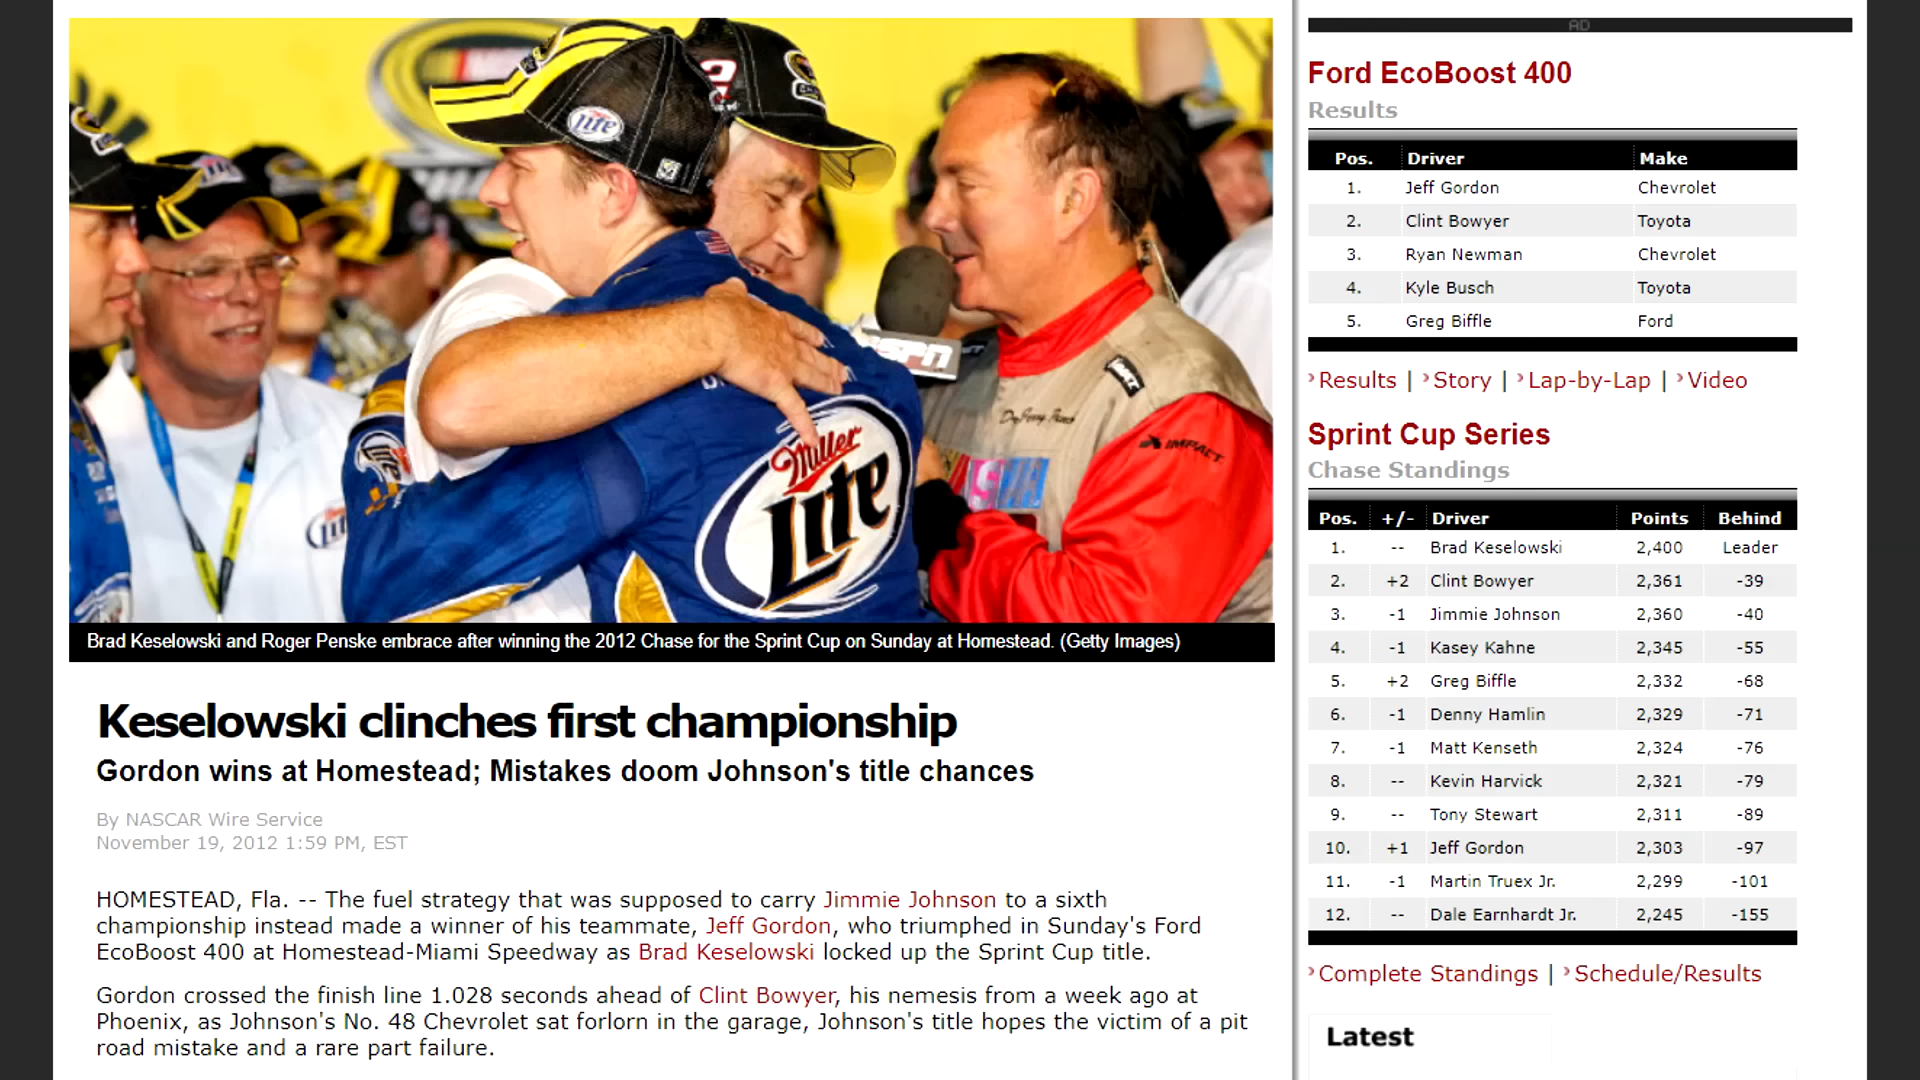 Lite
2
Miller
Lite
ESPN
IMPACT
Lite
Brad Keselowski and Roger Penske embrace after winning the 2012 Chase for the Sprint Cup on Sunday at Homestead. (Getty Images)
Keselowski clinches first championship
Gordon wins at Homestead; Mistakes doom Johnson's title chances
By NASCAR Wire Service
November 19, 2012 1:59 PM, EST
HOMESTEAD, Fla. -- The fuel strategy that was supposed to carry Jimmie Johnson to a sixth
championship instead made a winner of his teammate, Jeff Gordon, who triumphed in Sunday's Ford
EcoBoost 400 at Homestead-Miami Speedway as Brad Keselowski locked up the Sprint Cup title.
Gordon crossed the finish line 1.028 seconds ahead of Clint Bowyer, his nemesis from a week ago at
Phoenix, as Johnson's No. 48 Chevrolet sat forlorn in the garage, Johnson's title hopes the victim of a pit
road mistake and a rare part failure.
AD
Ford EcoBoost 400
Results
Pos. Driver Make
1. Jeff Gordon Chevrolet
2. Clint Bowyer Toyota
3. Ryan Newman Chevrolet
4. Kyle Busch Toyota
5. Greg Biffle Ford
Results | Story | Lap-by-Lap | Video
Sprint Cup Series
Chase Standings
Pos. +/- Driver Points Behind
1. -- Brad Keselowski 2,400 Leader
2. +2 Clint Bowyer 2,361 -39
3. -1 Jimmie Johnson 2,360 -40
4. -1 Kasey Kahne 2,345 -55
5. +2 Greg Biffle 2,332 -68
6. -1 Denny Hamlin 2,329 -71
7. -1 Matt Kenseth 2,324 -76
8. -- Kevin Harvick 2,321 -79
9. -- Tony Stewart 2,311 -89
10. +1 Jeff Gordon 2,303 -97
11. -1 Martin Truex Jr. 2,299 -101
12. -- Dale Earnhardt Jr. 2,245 -155
Complete Standings | Schedule/Results
Latest